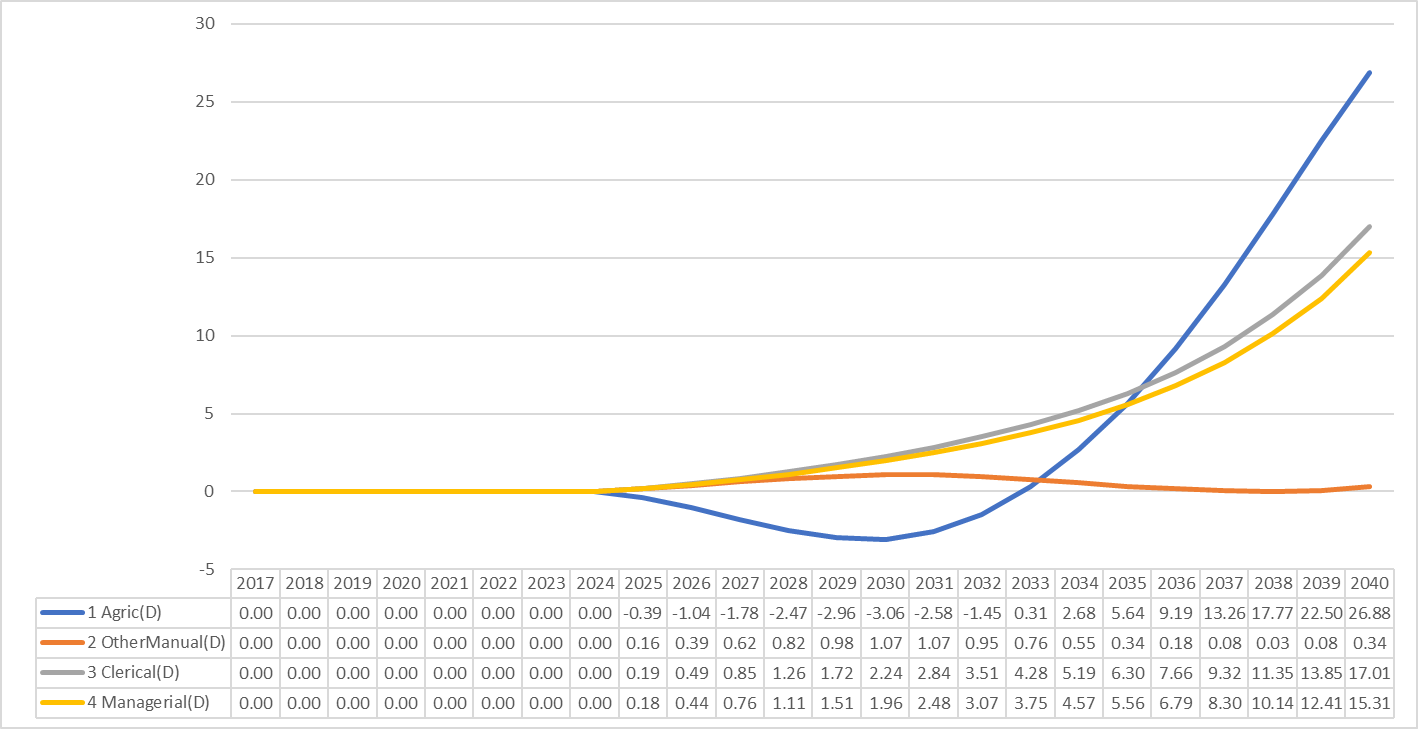 30
25
20
15
10
5
0
-5
2017 2018 2019 2020 2021 2022 2023 2024 2025 2026 2027 2028 2029 2030 2031 2032 2033 2034 2035 2036 2037 2038 2039 2040
1 Agric(D) 0.00 0.00 0.00 0.00 0.00 0.00 0.00 0.00 -0.39 -1.04 -1.78 -2.47 -2.96 -3.06 -2.58 -1.45 0.31 2.68 5.64 9.19 13.26 17.77 22.50 26.88
2 OtherManual(D) 0.00 0.00 0.00 0.00 0.00 0.00 0.00 0.00 0.16 0.39 0.62 0.82 0.98 1.07 1.07 0.95 0.76 0.55 0.34 0.18 0.08 0.03 0.08 0.34
3 Clerical(D) 0.00 0.00 0.00 0.00 0.00 0.00 0.00 0.00 0.19 0.49 0.85 1.26 1.72 2.24 2.84 3.51 4.28 5.19 6.30 7.66 9.32 11.35 13.85 17.01
4 Managerial(D) 0.00 0.00 0.00 0.00 0.00 0.00 0.00 0.00 0.18 0.44 0.76 1.11 1.51 1.96 2.48 3.07 3.75 4.57 5.56 6.79 8.30 10.14 12.41 15.31